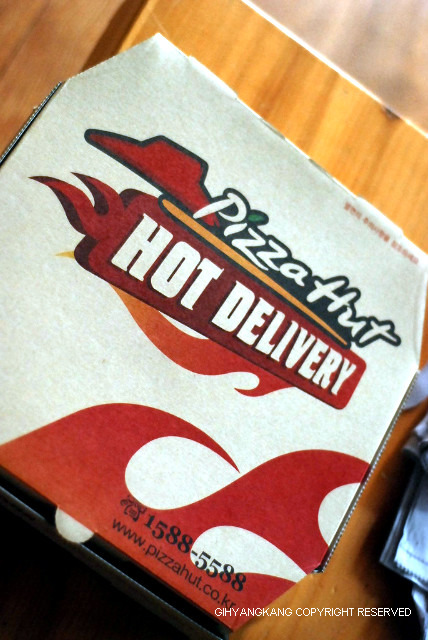 Pizza Hut
HOT DELIVERY
1588-5588
www.pizzahut.co.kr
GIHYANGKANG COPYRIGHT RESERVED